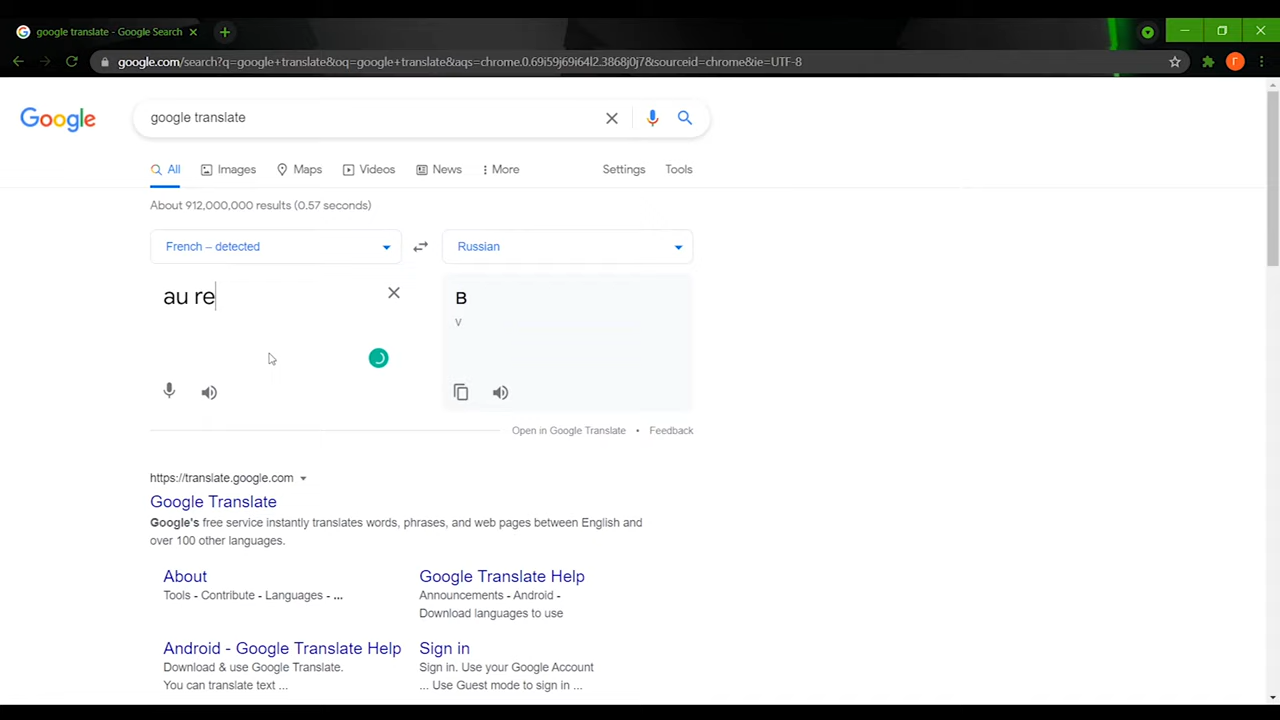 google translate - Google Search
google.com/search?q=google+translate&oq=google+translate&aqs=chrome.0.69i59j69i64l2.3868j0j7&sourceid=chrome&ie=UTF-8
Google
google translate
All Images Maps Videos News More Settings Tools
About 912,000,000 results (0.57 seconds)
French – detected Russian
au re В
v
Open in Google Translate • Feedback
https://translate.google.com
Google Translate
Google's free service instantly translates words, phrases, and web pages between English and
over 100 other languages.
About Google Translate Help
Tools - Contribute - Languages - ... Announcements - Android -
Download languages to use
Android - Google Translate Help Sign in
Download & use Google Translate. Sign in. Use your Google Account
You can translate text ... ... Use Guest mode to sign in ...